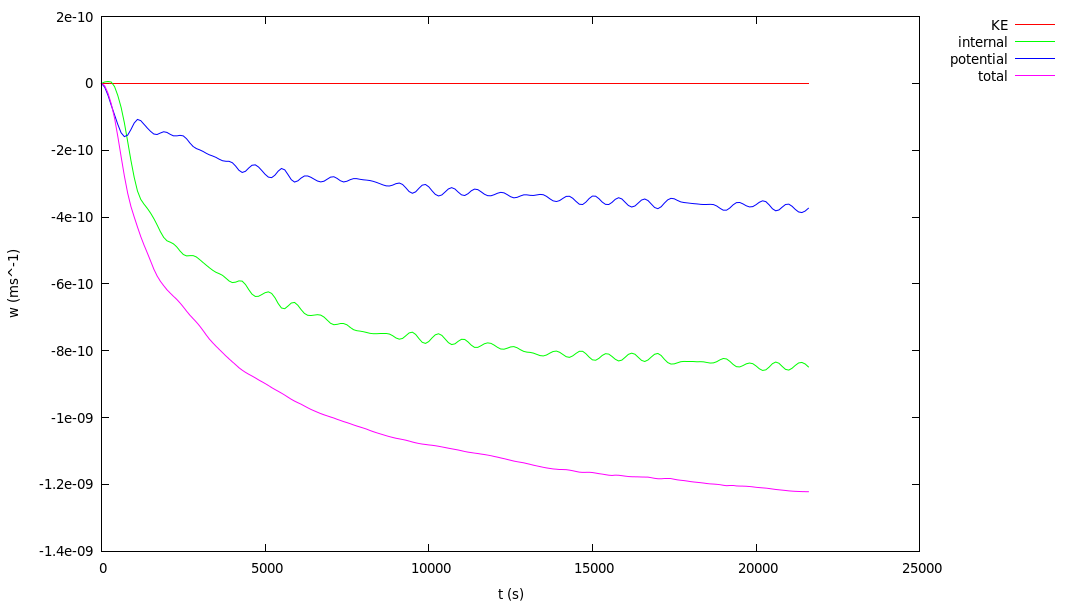 2e-10
0
-2e-10
-4e-10
-6e-10
-8e-10
-1e-09
-1.2e-09
-1.4e-09
w (ms^-1)
0
5000
10000
15000
20000
25000
t (s)
KE
internal
potential
total